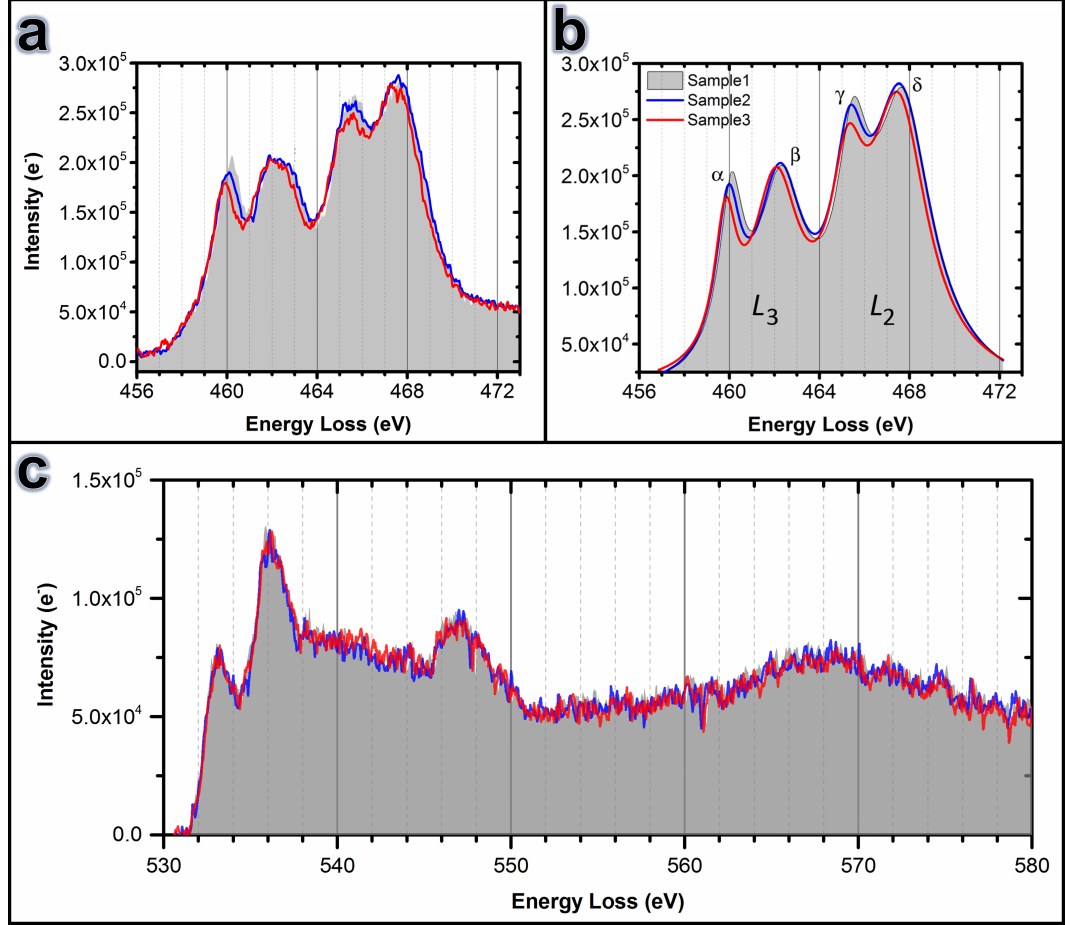 a
3.0x10⁵
2.5x10⁵
2.0x10⁵
1.5x10⁵
1.0x10⁵
5.0x10⁴
0.0
Intensity (e⁻)
456 460 464 468 472
Energy Loss (eV)
b
3.0x10⁵
2.5x10⁵
2.0x10⁵
1.5x10⁵
1.0x10⁵
5.0x10⁴
Sample1
Sample2
Sample3
α
β
γ
δ
L₃
L₂
456 460 464 468 472
Energy Loss (eV)
c
1.5x10⁵
1.0x10⁵
5.0x10⁴
0.0
Intensity (e⁻)
530 540 550 560 570 580
Energy Loss (eV)